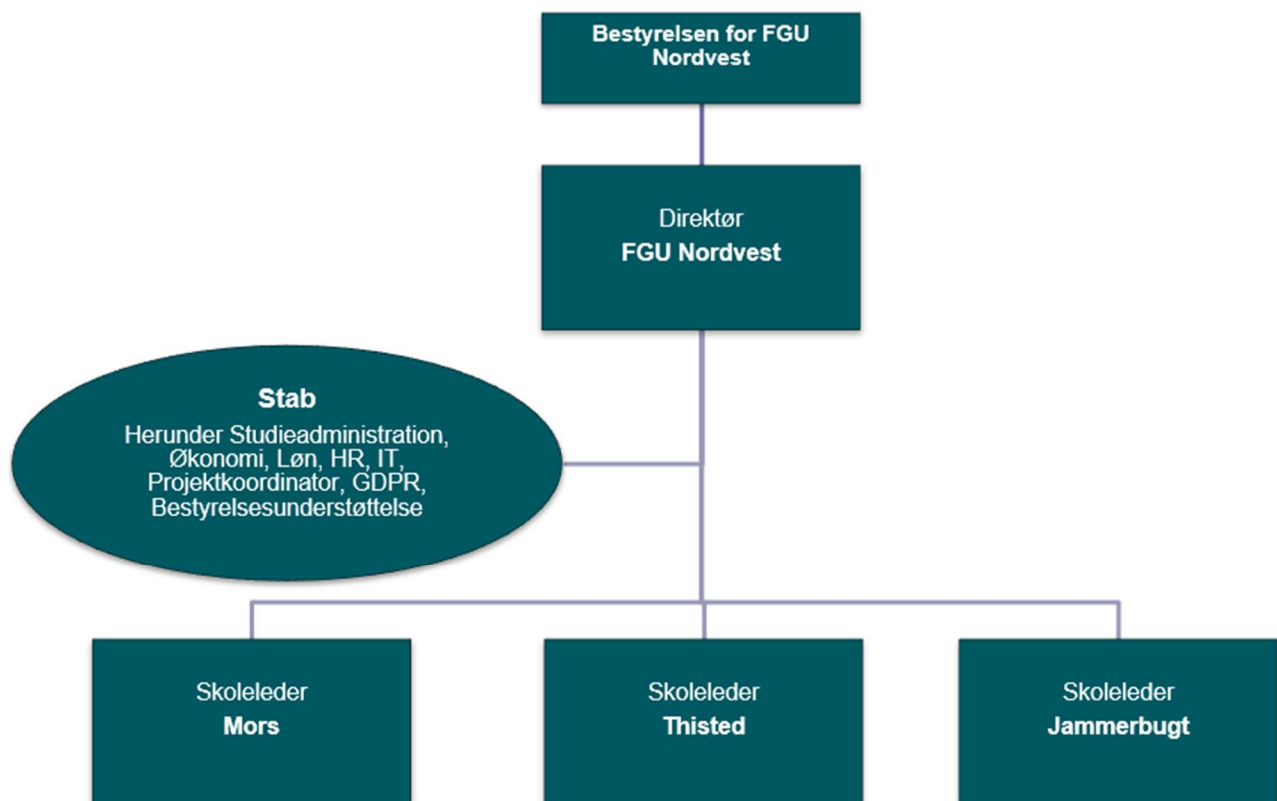 Bestyrelsen for FGU
Nordvest
Direktør
FGU Nordvest
Stab
Herunder Studieadministration,
Økonomi, Løn, HR, IT,
Projektkoordinator, GDPR,
Bestyrelsesunderstøttelse
Skoleleder
Mors
Skoleleder
Thisted
Skoleleder
Jammerbugt